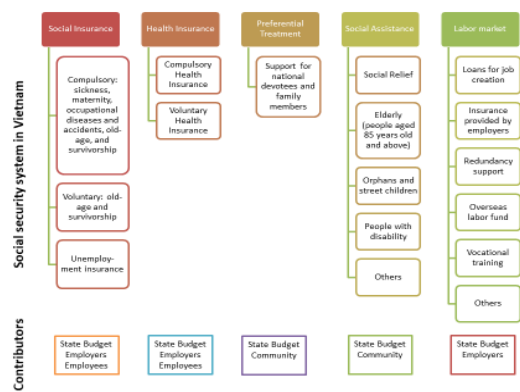 Social security system in Vietnam
Social Insurance
Compulsory:
sickness,
maternity,
occupational
diseases and
accidents, old-
age, and
survivorship
Voluntary: old-
age and
survivorship
Unemploy-
ment insurance
Health Insurance
Compulsory
Health
Insurance
Voluntary
Health
Insurance
Preferential
Treatment
Support for
national
devotees and
family
members
Social Assistance
Social Relief
Elderly
(people aged
85 years old
and above)
Orphans and
street children
People with
disability
Others
Labor market
Loans for job
creation
Insurance
provided by
employers
Redundancy
support
Overseas
labor fund
Vocational
training
Others
Contributors
State Budget
Employers
Employees
State Budget
Employers
Employees
State Budget
Community
State Budget
Community
State Budget
Employers